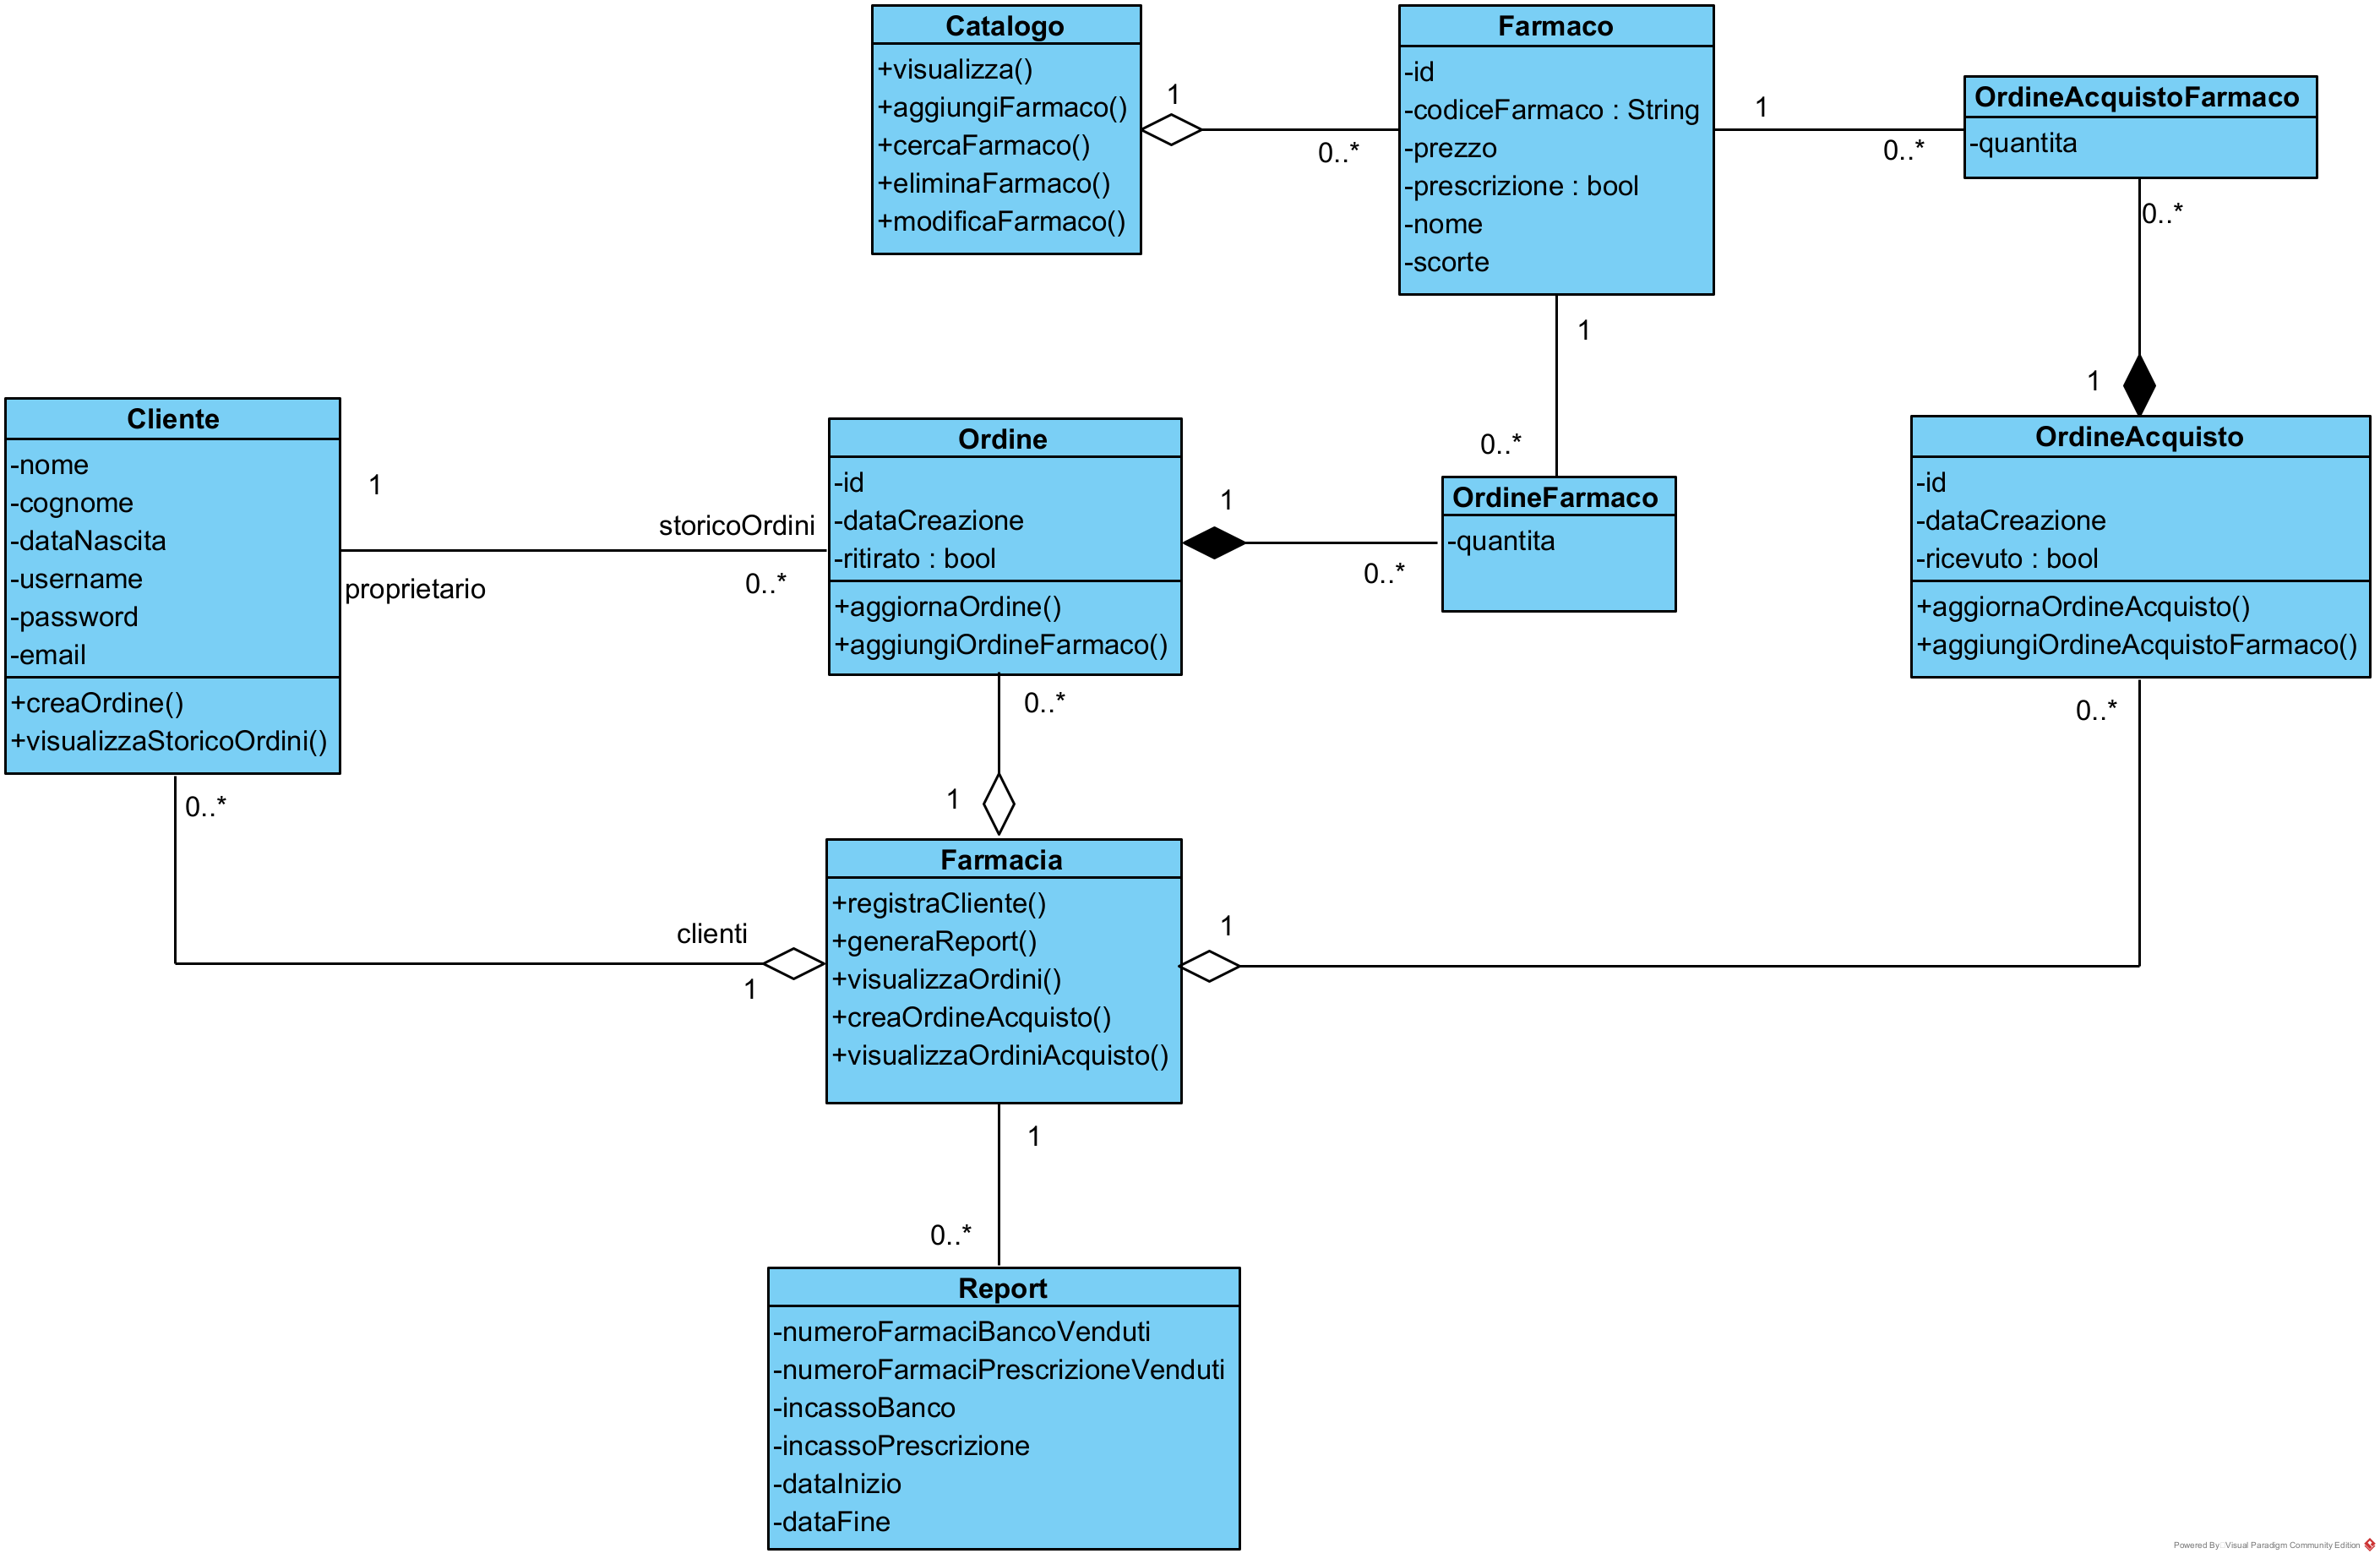 Catalogo
+visualizza()
+aggiungiFarmaco()
+cercaFarmaco()
+eliminaFarmaco()
+modificaFarmaco()
1
0..*
Farmaco
-id
-codiceFarmaco : String
-prezzo
-prescrizione : bool
-nome
-scorte
1
0..*
OrdineAcquistoFarmaco
-quantita
0..*
1
1
0..*
Cliente
-nome
-cognome
-dataNascita
-username
-password
-email
+creaOrdine()
+visualizzaStoricoOrdini()
1
proprietario
storicoOrdini
0..*
Ordine
-id
-dataCreazione
-ritirato : bool
+aggiornaOrdine()
+aggiungiOrdineFarmaco()
1
0..*
OrdineFarmaco
-quantita
OrdineAcquisto
-id
-dataCreazione
-ricevuto : bool
+aggiornaOrdineAcquisto()
+aggiungiOrdineAcquistoFarmaco()
0..*
0..*
1
0..*
clienti
1
Farmacia
+registraCliente()
+generaReport()
+visualizzaOrdini()
+creaOrdineAcquisto()
+visualizzaOrdiniAcquisto()
1
1
0..*
Report
-numeroFarmaciBancoVenduti
-numeroFarmaciPrescrizioneVenduti
-incassoBanco
-incassoPrescrizione
-dataInizio
-dataFine
Powered By Visual Paradigm Community Edition